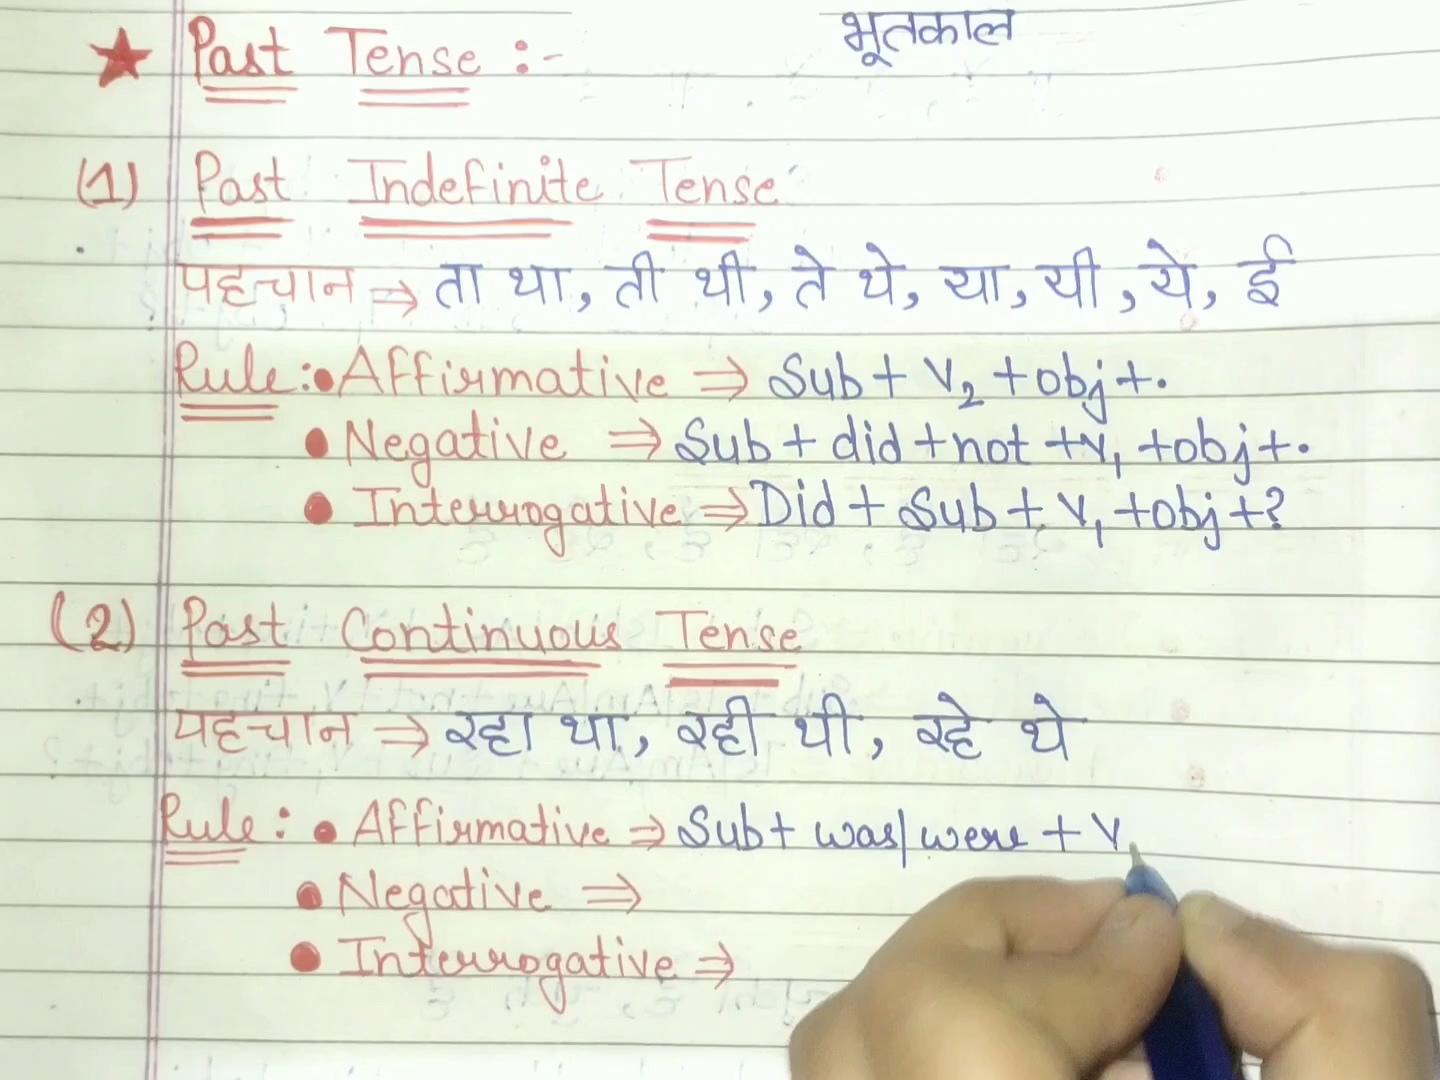 ★ Past Tense :- भूतकाल
(1) Past Indefinite Tense
पहचान → ता था, ती थी, ते थे, या, यी, ये, ई
Rule :• Affirmative ⇒ Sub + V₂ + obj + .
• Negative ⇒ Sub + did + not + V₁ + obj + .
• Interrogative ⇒ Did + Sub + V₁ + obj + ?
(2) Past Continuous Tense
पहचान ⇒ रहा था, रही थी, रहे थे
Rule : • Affirmative ⇒ Sub + was/were + V
• Negative ⇒
• Interrogative ⇒